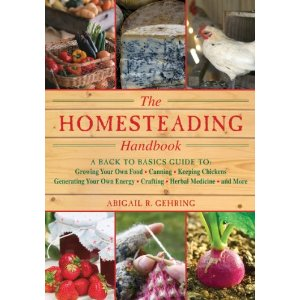 The
HOMESTEADING
Handbook
A BACK TO BASICS GUIDE TO:
Growing Your Own Food • Canning • Keeping Chickens
Generating Your Own Energy • Crafting • Herbal Medicine • and More
ABIGAIL R. GEHRING